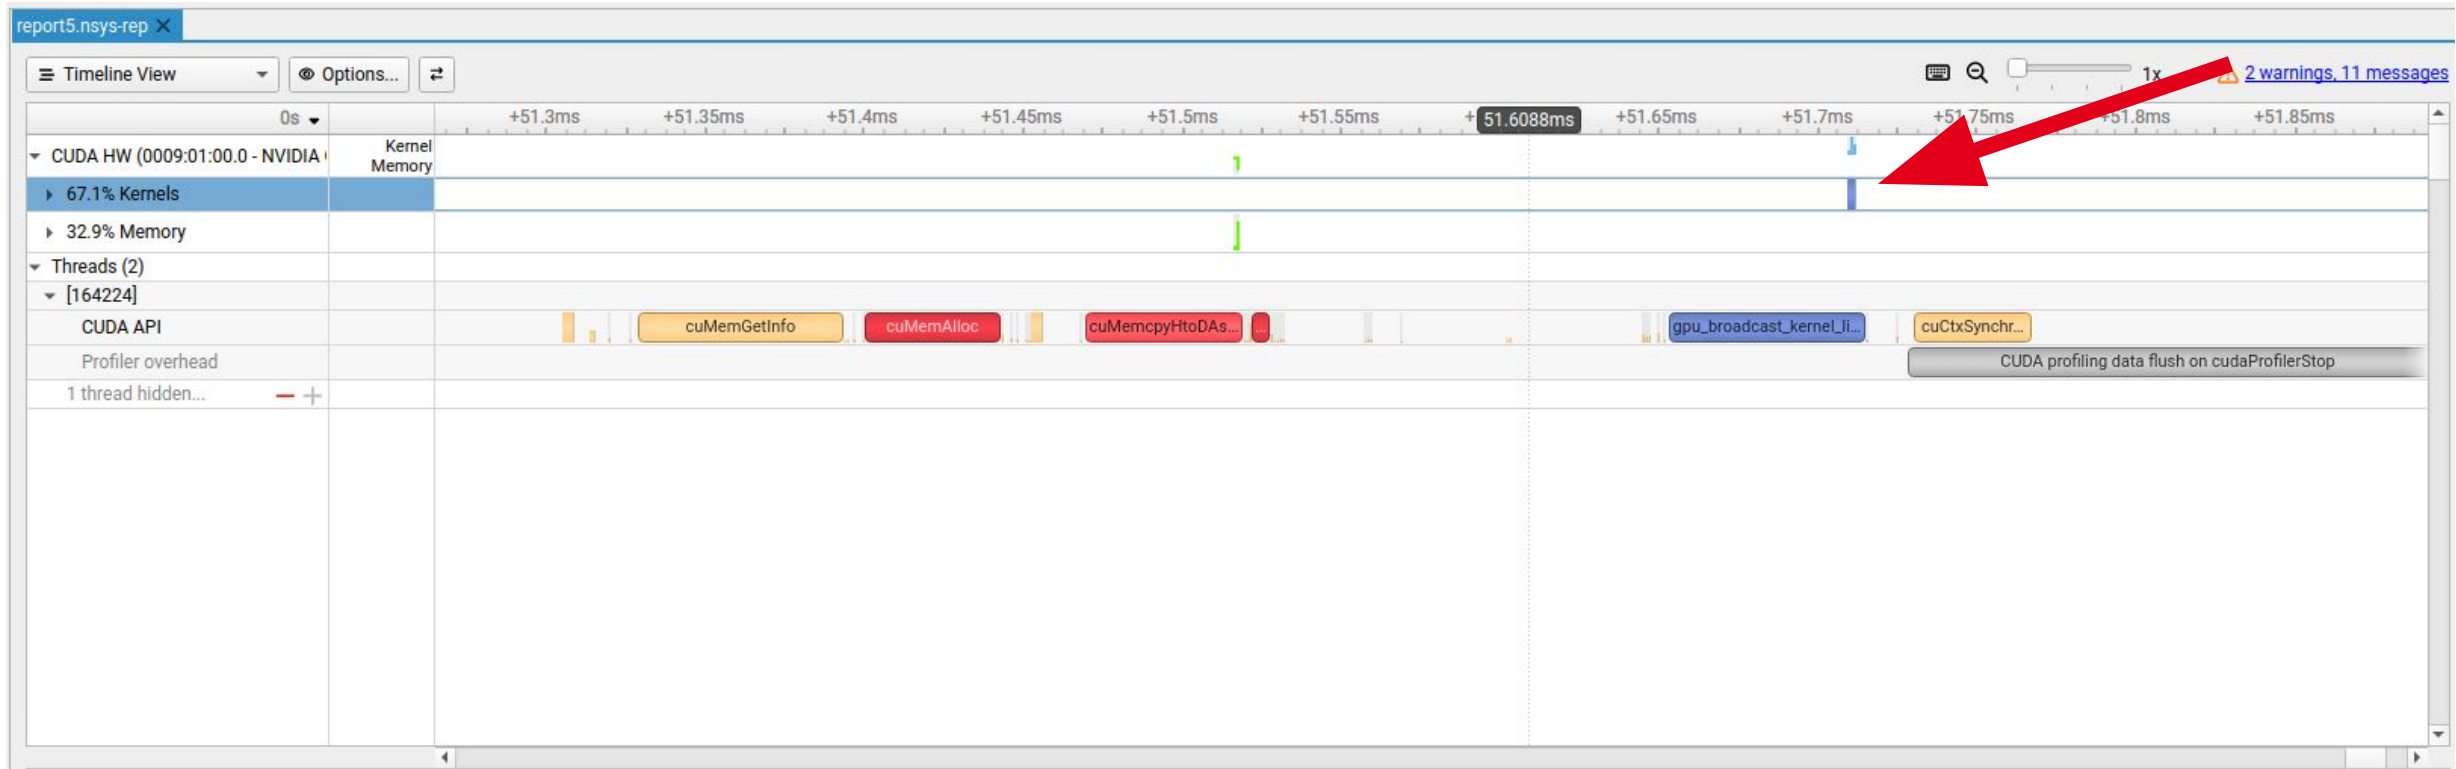 report5.nsys-rep
Timeline View Options... 1x 2 warnings, 11 messages
0s +51.3ms +51.35ms +51.4ms +51.45ms +51.5ms +51.55ms + 51.6088ms +51.65ms +51.7ms +51.75ms +51.8ms +51.85ms
CUDA HW (0009:01:00.0 - NVIDIA Kernel
Memory
67.1% Kernels
32.9% Memory
Threads (2)
[164224]
CUDA API cuMemGetInfo cuMemAlloc cuMemcpyHtoDAs... ... gpu_broadcast_kernel_li... cuCtxSynchr...
Profiler overhead CUDA profiling data flush on cudaProfilerStop
1 thread hidden...